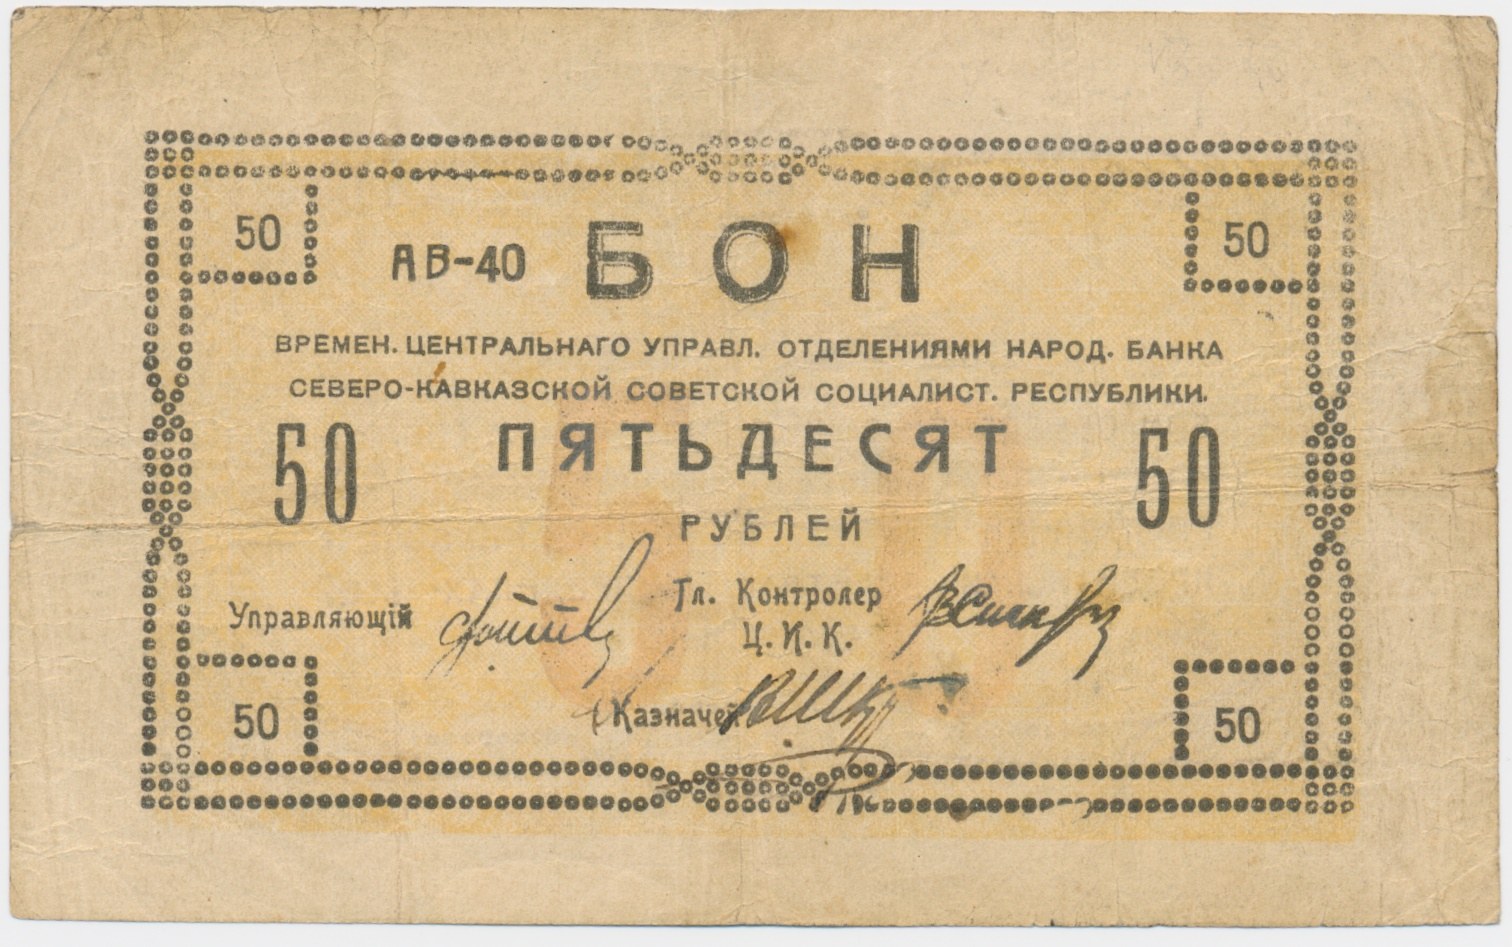 50 АВ-40 БОН 50
ВРЕМЕН. ЦЕНТРАЛЬНАГО УПРАВЛ. ОТДЕЛЕНИЯМИ НАРОД. БАНКА
СЕВЕРО-КАВКАЗСКОЙ СОВЕТСКОЙ СОЦИАЛИСТ. РЕСПУБЛИКИ.
50 ПЯТЬДЕСЯТ 50
РУБЛЕЙ
50
Управляющій Гл. Контролер
Ц. И. К.
Казначей
50 50